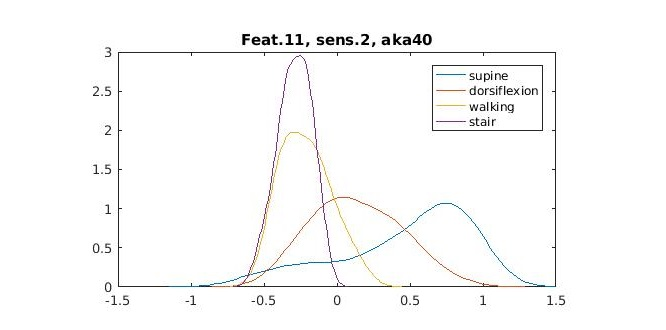 Feat.11, sens.2, aka40
3
2.5
2
1.5
1
0.5
0
supine
dorsiflexion
walking
stair
-1.5 -1 -0.5 0 0.5 1 1.5